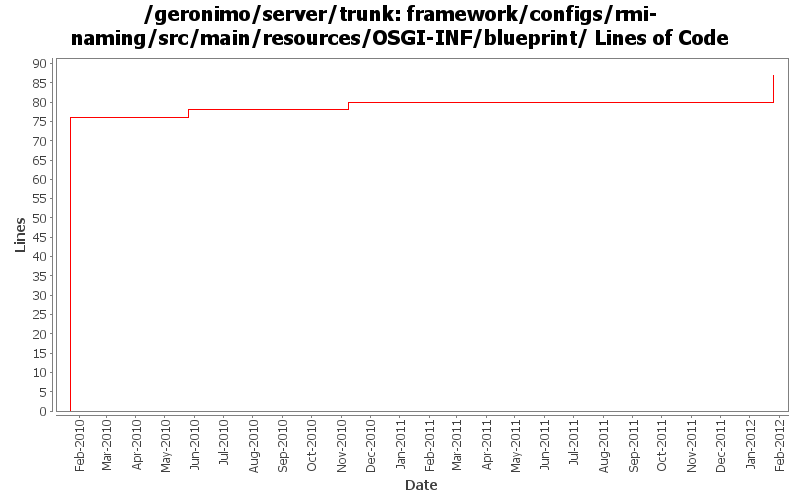 /geronimo/server/trunk: framework/configs/rmi-
naming/src/main/resources/OSGI-INF/blueprint/ Lines of Code
90
85
80
75
70
65
60
55
50
45
40
35
30
25
20
15
10
5
0
Lines
Feb-2010
Mar-2010
Apr-2010
May-2010
Jun-2010
Jul-2010
Aug-2010
Sep-2010
Oct-2010
Nov-2010
Dec-2010
Jan-2011
Feb-2011
Mar-2011
Apr-2011
May-2011
Jun-2011
Jul-2011
Aug-2011
Sep-2011
Oct-2011
Nov-2011
Dec-2011
Jan-2012
Feb-2012
Date